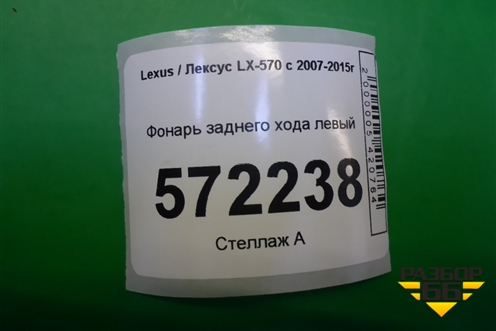 Lexus / Лексус LX-570 с 2007-2015г
Фонарь заднего хода левый
572238
Стеллаж А
2000005420764
РАЗБОР
66